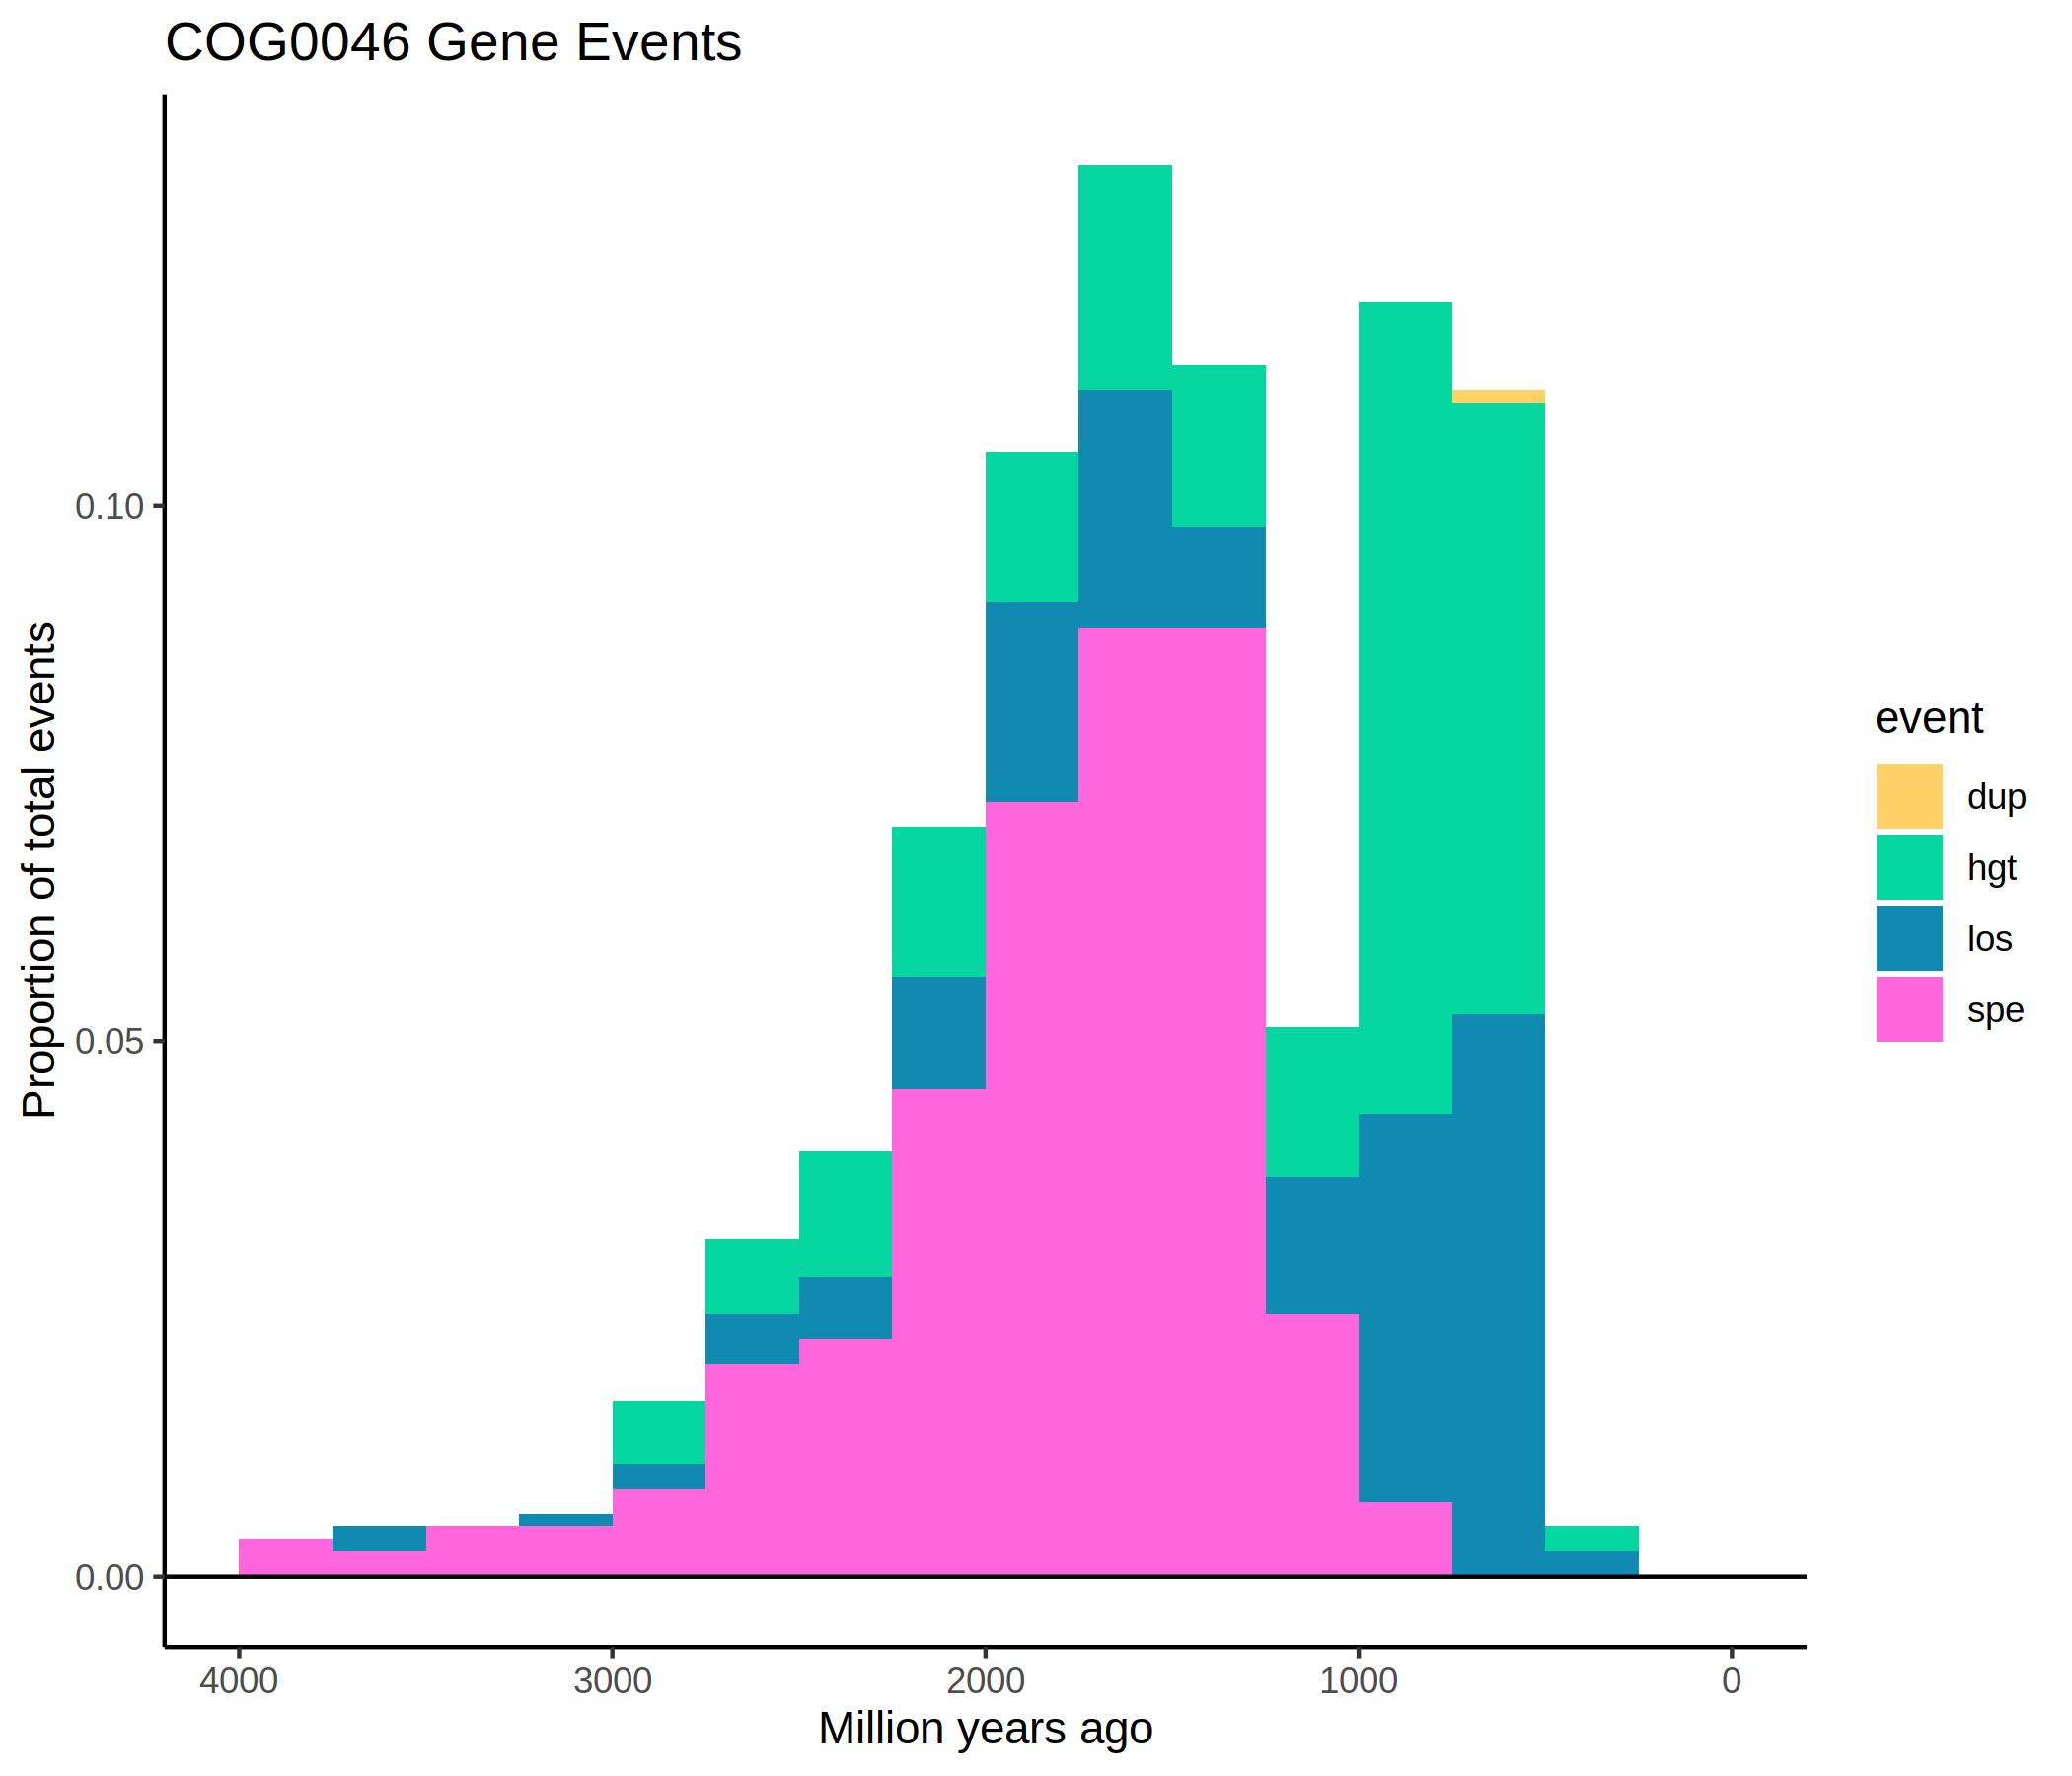 COG0046 Gene Events
Proportion of total events
0.10
0.05
0.00
4000 3000 2000 1000 0
Million years ago
event
dup
hgt
los
spe